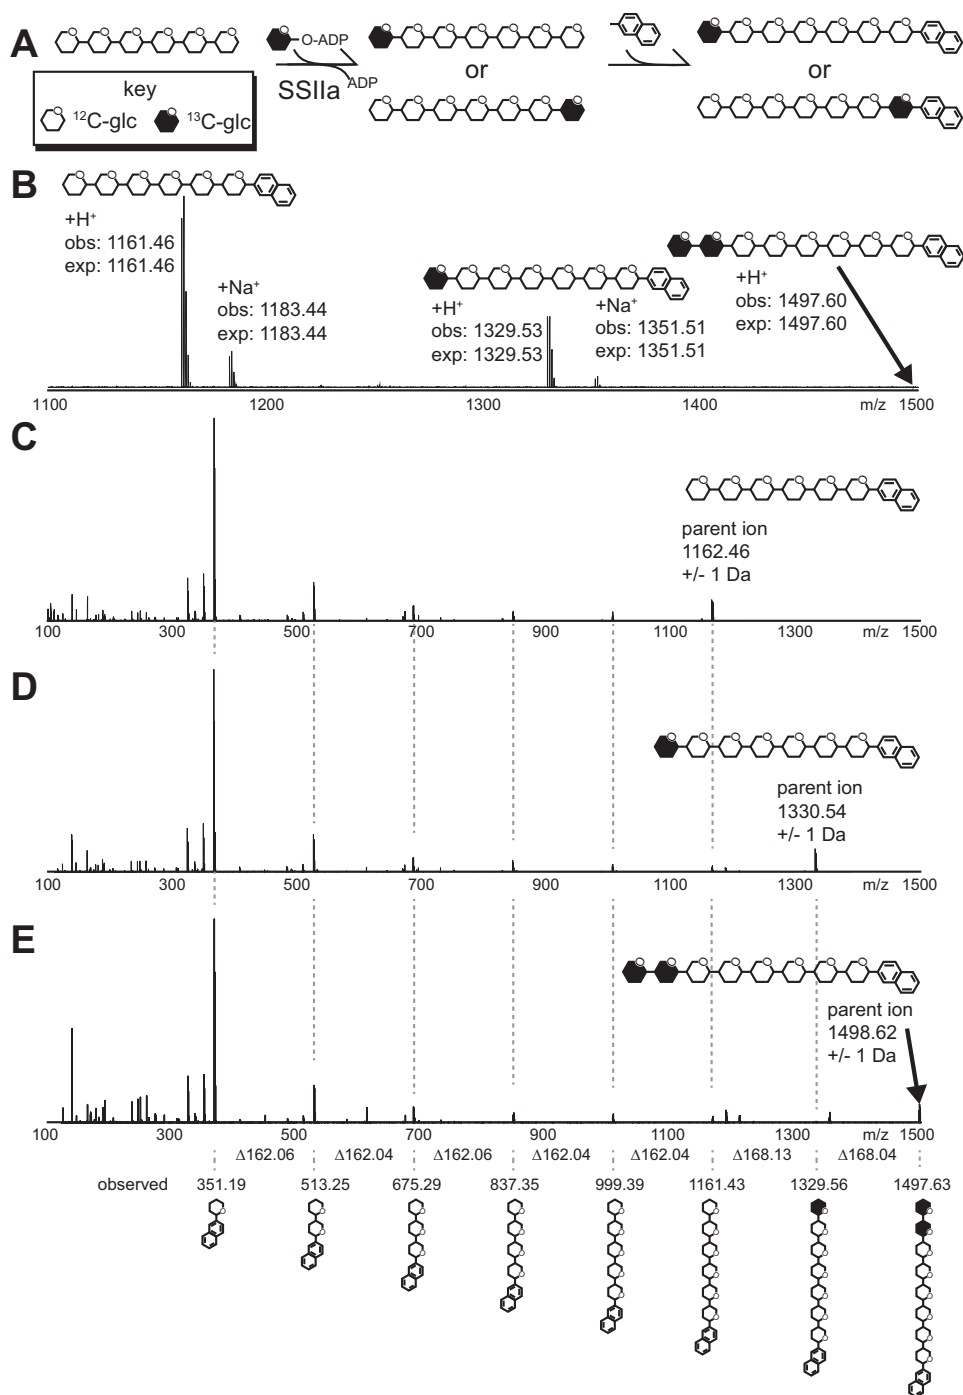 A
O-ADP
ADP
SSIIa
or
or
key
¹²C-glc
¹³C-glc
B
+H⁺
obs: 1161.46
exp: 1161.46
+Na⁺
obs: 1183.44
exp: 1183.44
+H⁺
obs: 1329.53
exp: 1329.53
+Na⁺
obs: 1351.51
exp: 1351.51
+H⁺
obs: 1497.60
exp: 1497.60
1100 1200 1300 1400 m/z 1500
C
parent ion
1162.46
+/- 1 Da
100 300 500 700 900 1100 1300 m/z 1500
D
parent ion
1330.54
+/- 1 Da
100 300 500 700 900 1100 1300 m/z 1500
E
parent ion
1498.62
+/- 1 Da
100 300 500 700 900 1100 1300 m/z 1500
Δ162.06 Δ162.04 Δ162.06 Δ162.04 Δ162.04 Δ168.13 Δ168.04
observed 351.19 513.25 675.29 837.35 999.39 1161.43 1329.56 1497.63